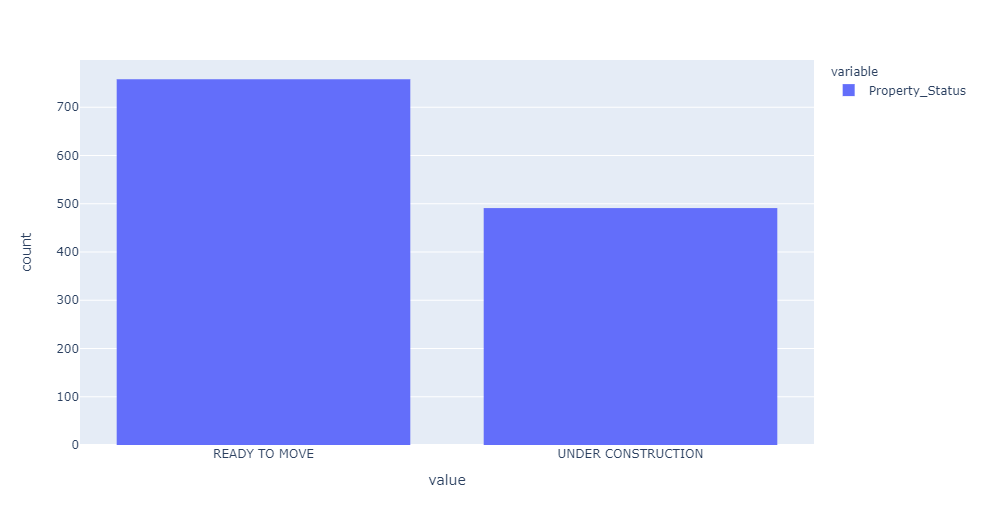 variable
Property_Status
700
600
500
400
300
200
100
0
count
READY TO MOVE
UNDER CONSTRUCTION
value